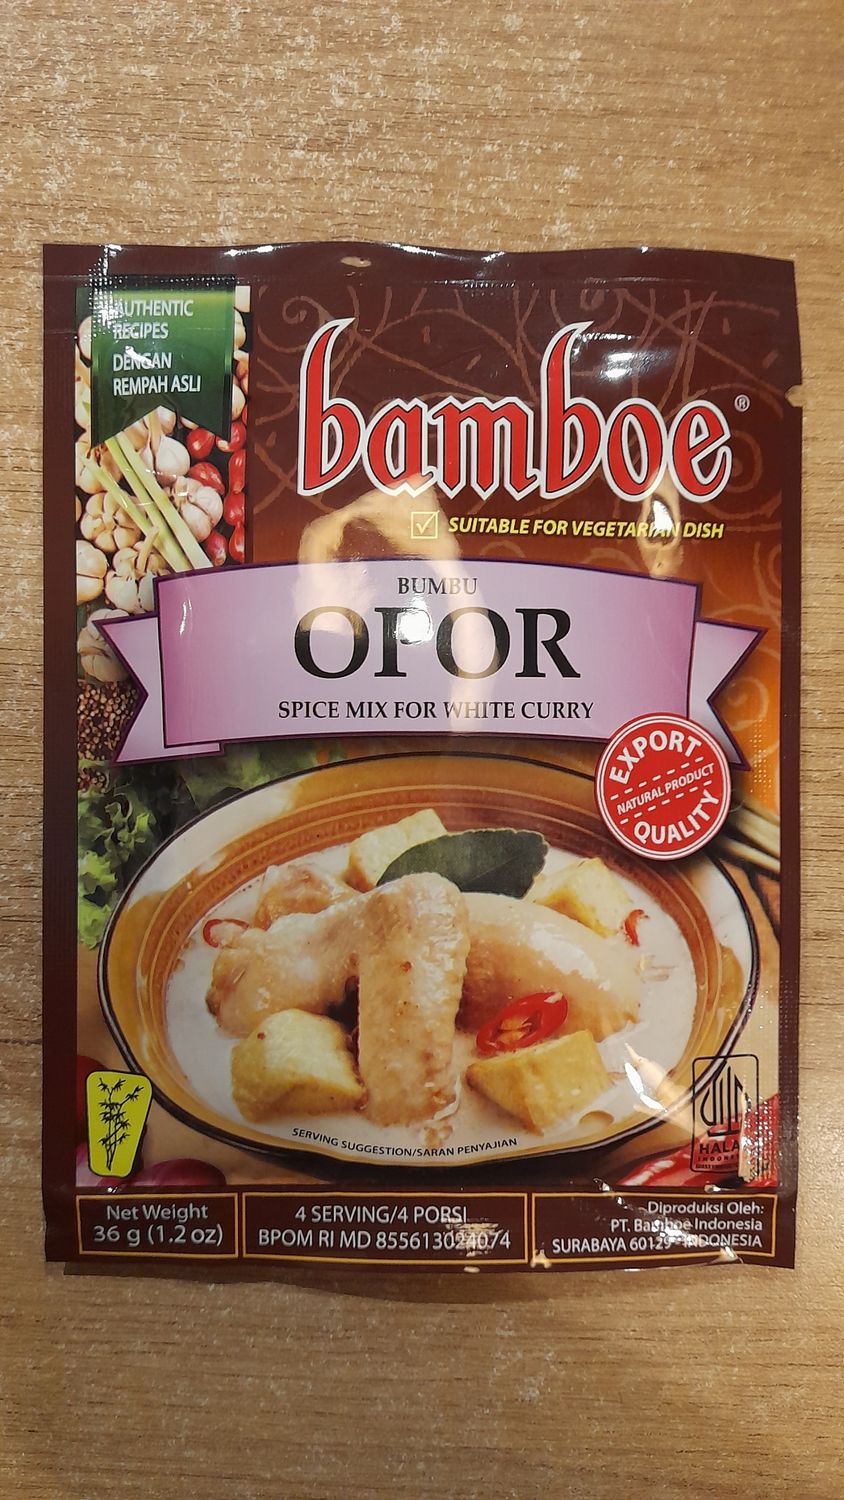 AUTHENTIC
RECIPES
DENGAN
REMPAH ASLI
bamboe®
SUITABLE FOR VEGETARIAN DISH
BUMBU
OPOR
SPICE MIX FOR WHITE CURRY
EXPORT
NATURAL PRODUCT
QUALITY
SERVING SUGGESTION/SARAN PENYAJIAN
HALAL
INDONESIA
Net Weight
36 g (1.2 oz)
4 SERVING/4 PORSI
BPOM RI MD 855613024074
Diproduksi Oleh:
PT. Bamboe Indonesia
SURABAYA 60129 - INDONESIA